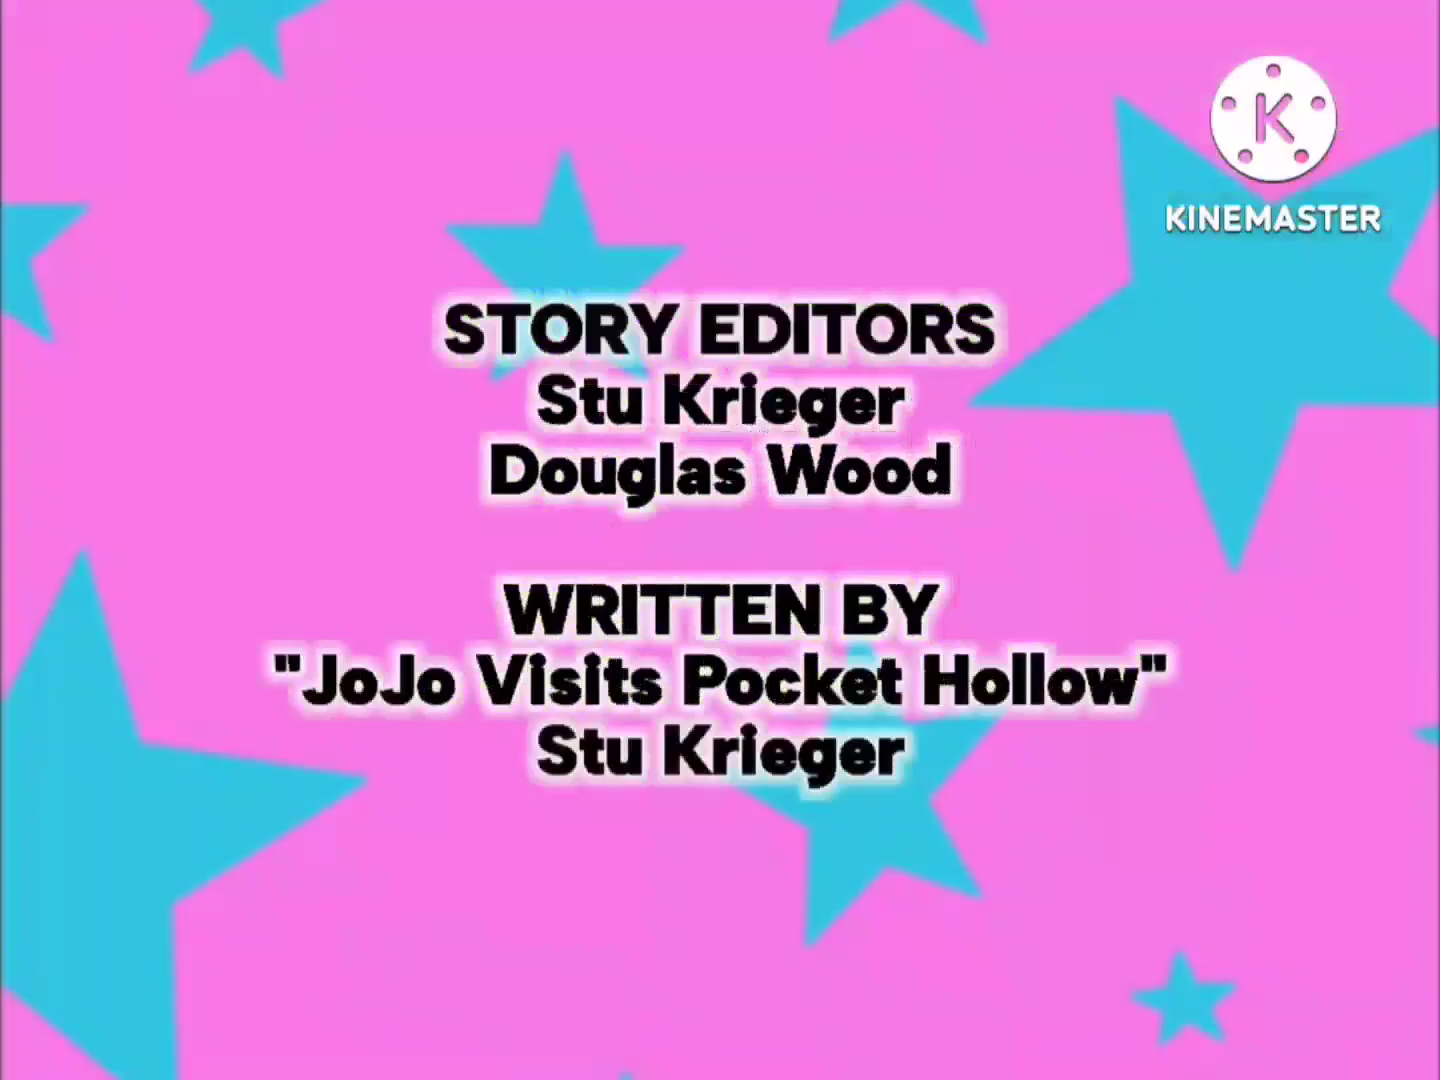 K
KINEMASTER
STORY EDITORS
Stu Krieger
Douglas Wood
WRITTEN BY
"JoJo Visits Pocket Hollow"
Stu Krieger